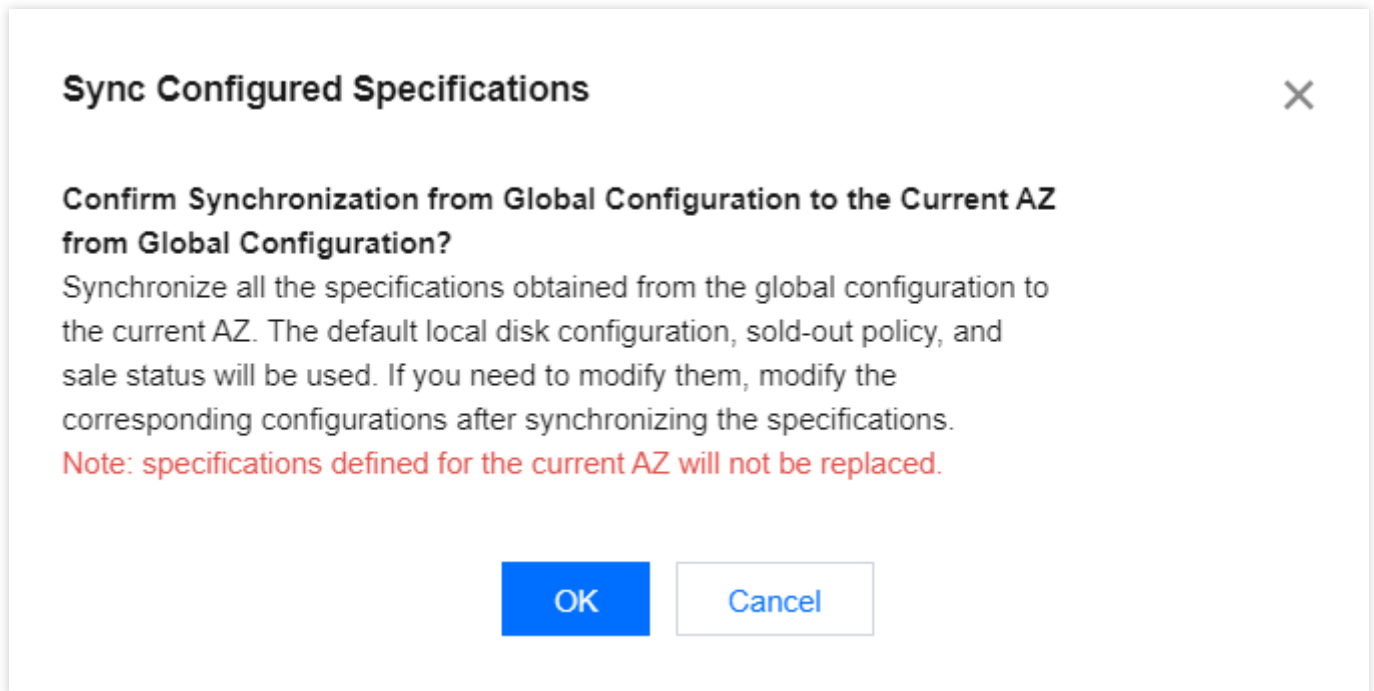 Sync Configured Specifications
Confirm Synchronization from Global Configuration to the Current AZ
from Global Configuration?
Synchronize all the specifications obtained from the global configuration to
the current AZ. The default local disk configuration, sold-out policy, and
sale status will be used. If you need to modify them, modify the
corresponding configurations after synchronizing the specifications.
Note: specifications defined for the current AZ will not be replaced.
OK
Cancel